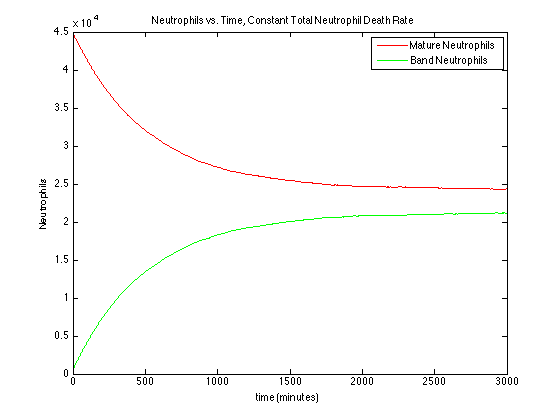 Neutrophils vs. Time, Constant Total Neutrophil Death Rate
x 10^4
Mature Neutrophils
Band Neutrophils
4.5
4
3.5
3
2.5
2
1.5
1
0.5
0
Neutrophils
0 500 1000 1500 2000 2500 3000
time (minutes)